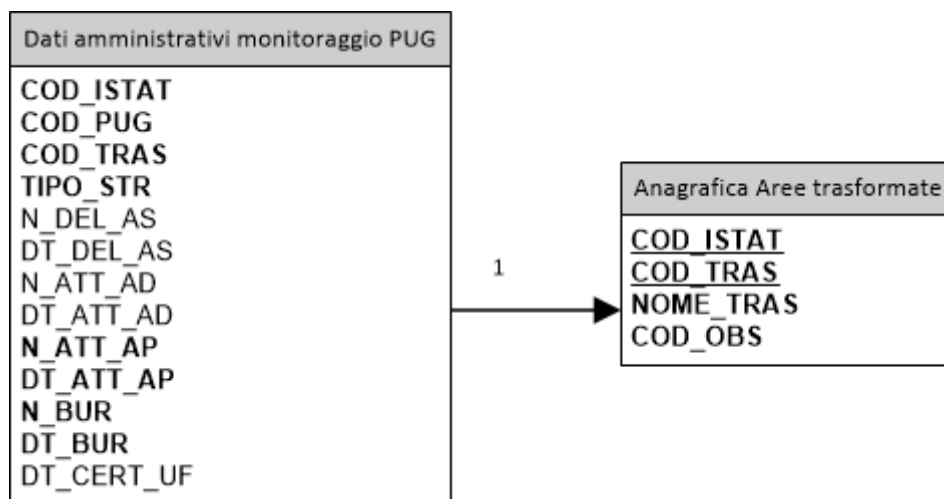 Dati amministrativi monitoraggio PUG
COD_ISTAT
COD_PUG
COD_TRAS
TIPO_STR
N_DEL_AS
DT_DEL_AS
N_ATT_AD
DT_ATT_AD
N_ATT_AP
DT_ATT_AP
N_BUR
DT_BUR
DT_CERT_UF
1
Anagrafica Aree trasformate
COD_ISTAT
COD_TRAS
NOME_TRAS
COD_OBS